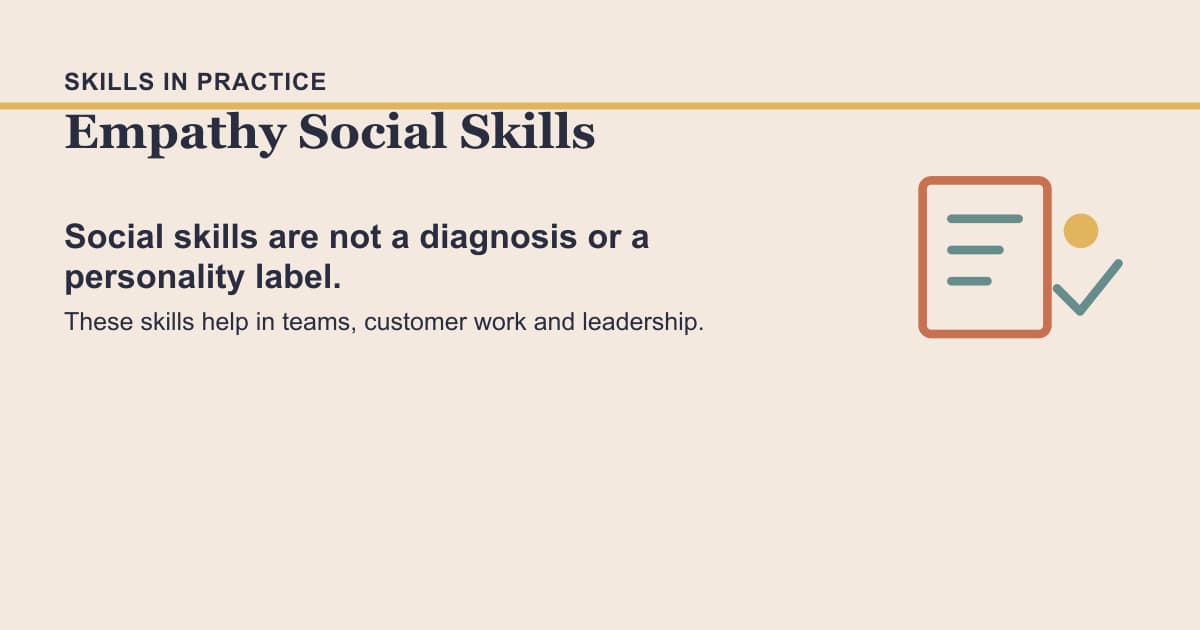 SKILLS IN PRACTICE
Empathy Social Skills
Social skills are not a diagnosis or a
personality label.
These skills help in teams, customer work and leadership.